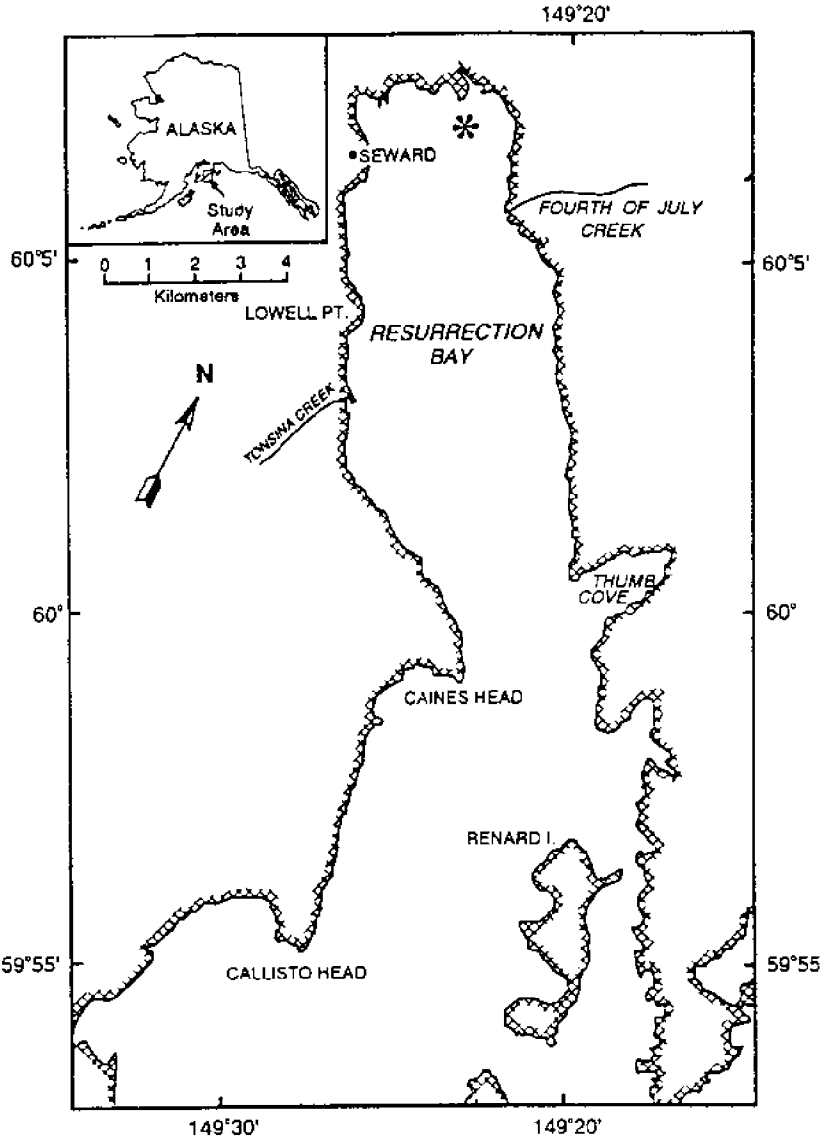 149°20'
ALASKA
Study
Area
•SEWARD
*
FOURTH OF JULY
CREEK
60°5'
60°5'
0 1 2 3 4
Kilometers
LOWELL PT.
RESURRECTION
BAY
N
TONSINA CREEK
THUMB
COVE
60°
60°
CAINES HEAD
RENARD I.
59°55'
59°55
CALLISTO HEAD
149°30'
149°20'